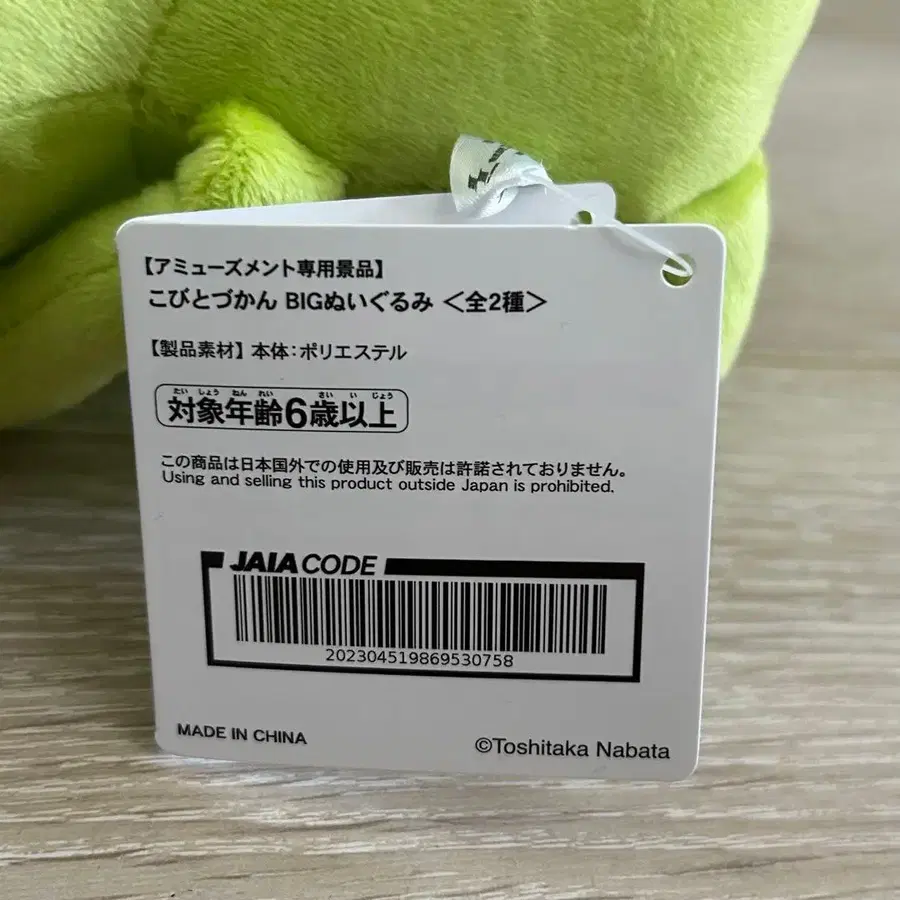 【アミューズメント専用景品】
こびとづかん BIGぬいぐるみ ＜全2種＞
【製品素材】本体：ポリエステル
たい しょう ねん れい さい い じょう
対象年齢6歳以上
この商品は日本国外での使用及び販売は許諾されておりません。
Using and selling this product outside Japan is prohibited.
JAIA CODE
202304519869530758
MADE IN CHINA
©Toshitaka Nabata